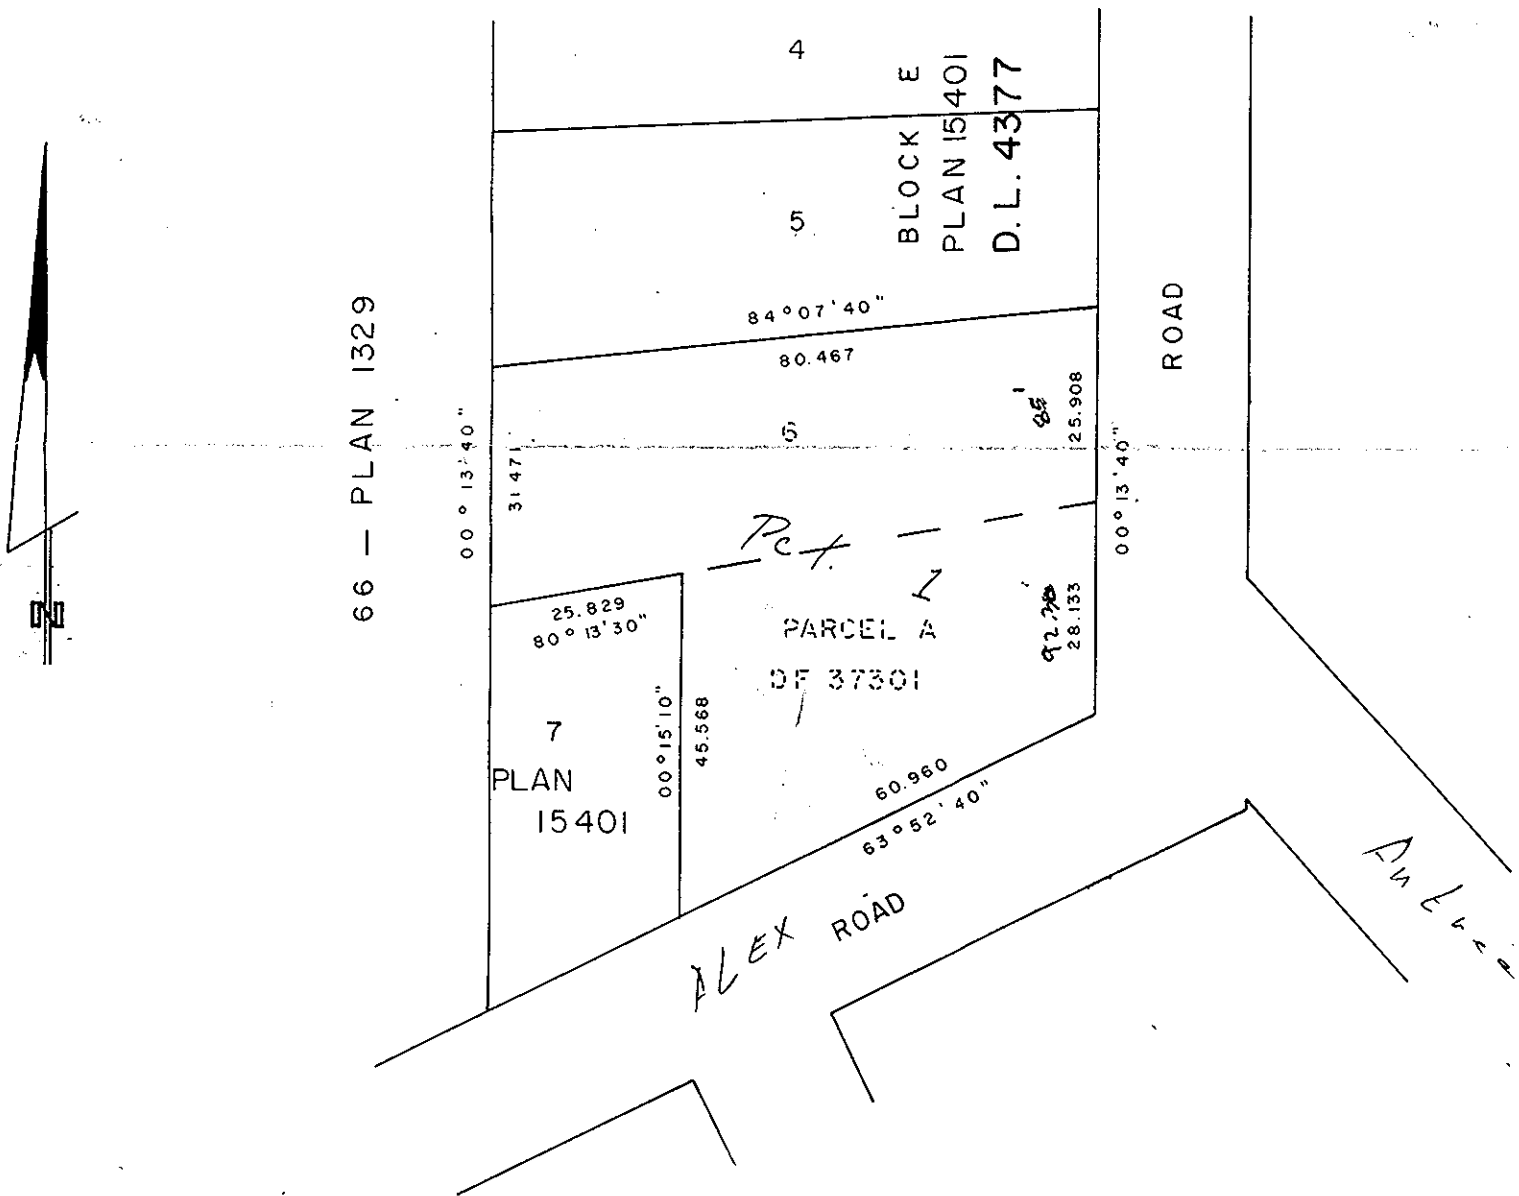 4
BLOCK E
PLAN 15401
D.L. 4377
5
84°07'40"
80.467
66 - PLAN 1329
ROAD
00°13'40"
31.471
6
85'
25.908
00°13'40"
N
25.829
80°13'30"
PARCEL A
DF 37301
28.133
7
PLAN
15401
00°15'10"
45.568
60.960
63°52'40"
ALEX ROAD